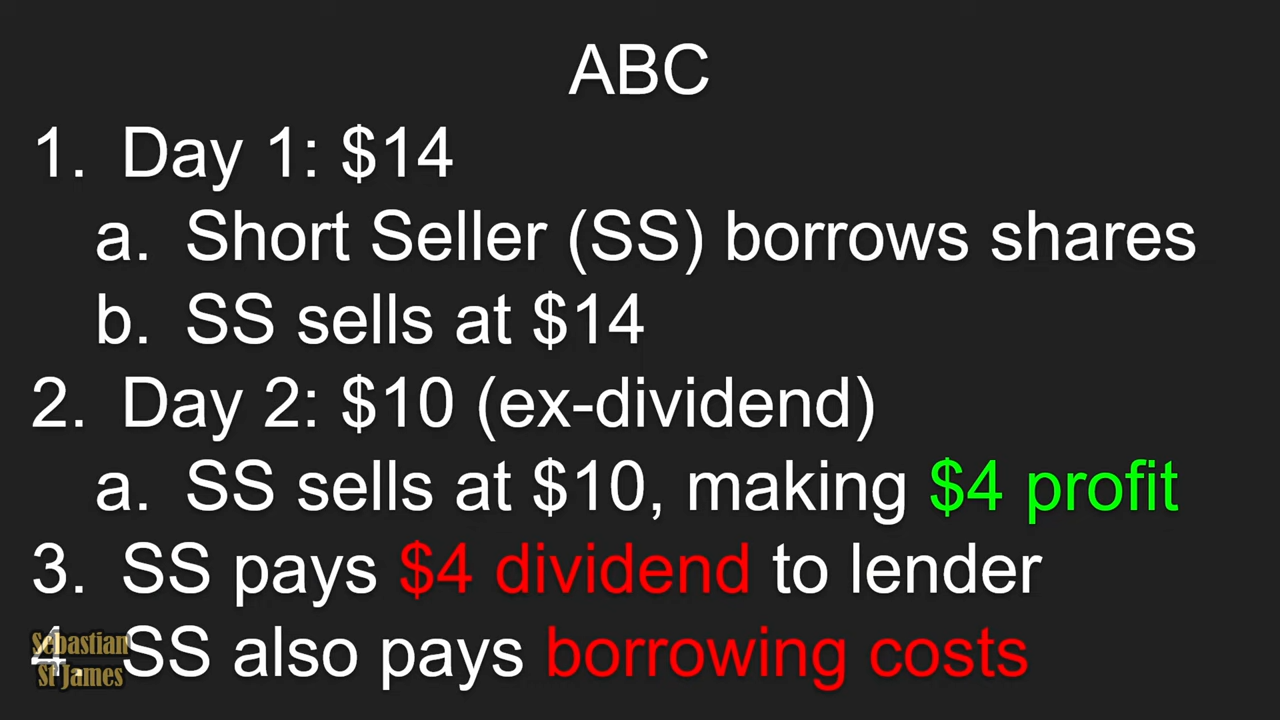 ABC
1. Day 1: $14
a. Short Seller (SS) borrows shares
b. SS sells at $14
2. Day 2: $10 (ex-dividend)
a. SS sells at $10, making $4 profit
3. SS pays $4 dividend to lender
4. SS also pays borrowing costs
Sebastian
St James